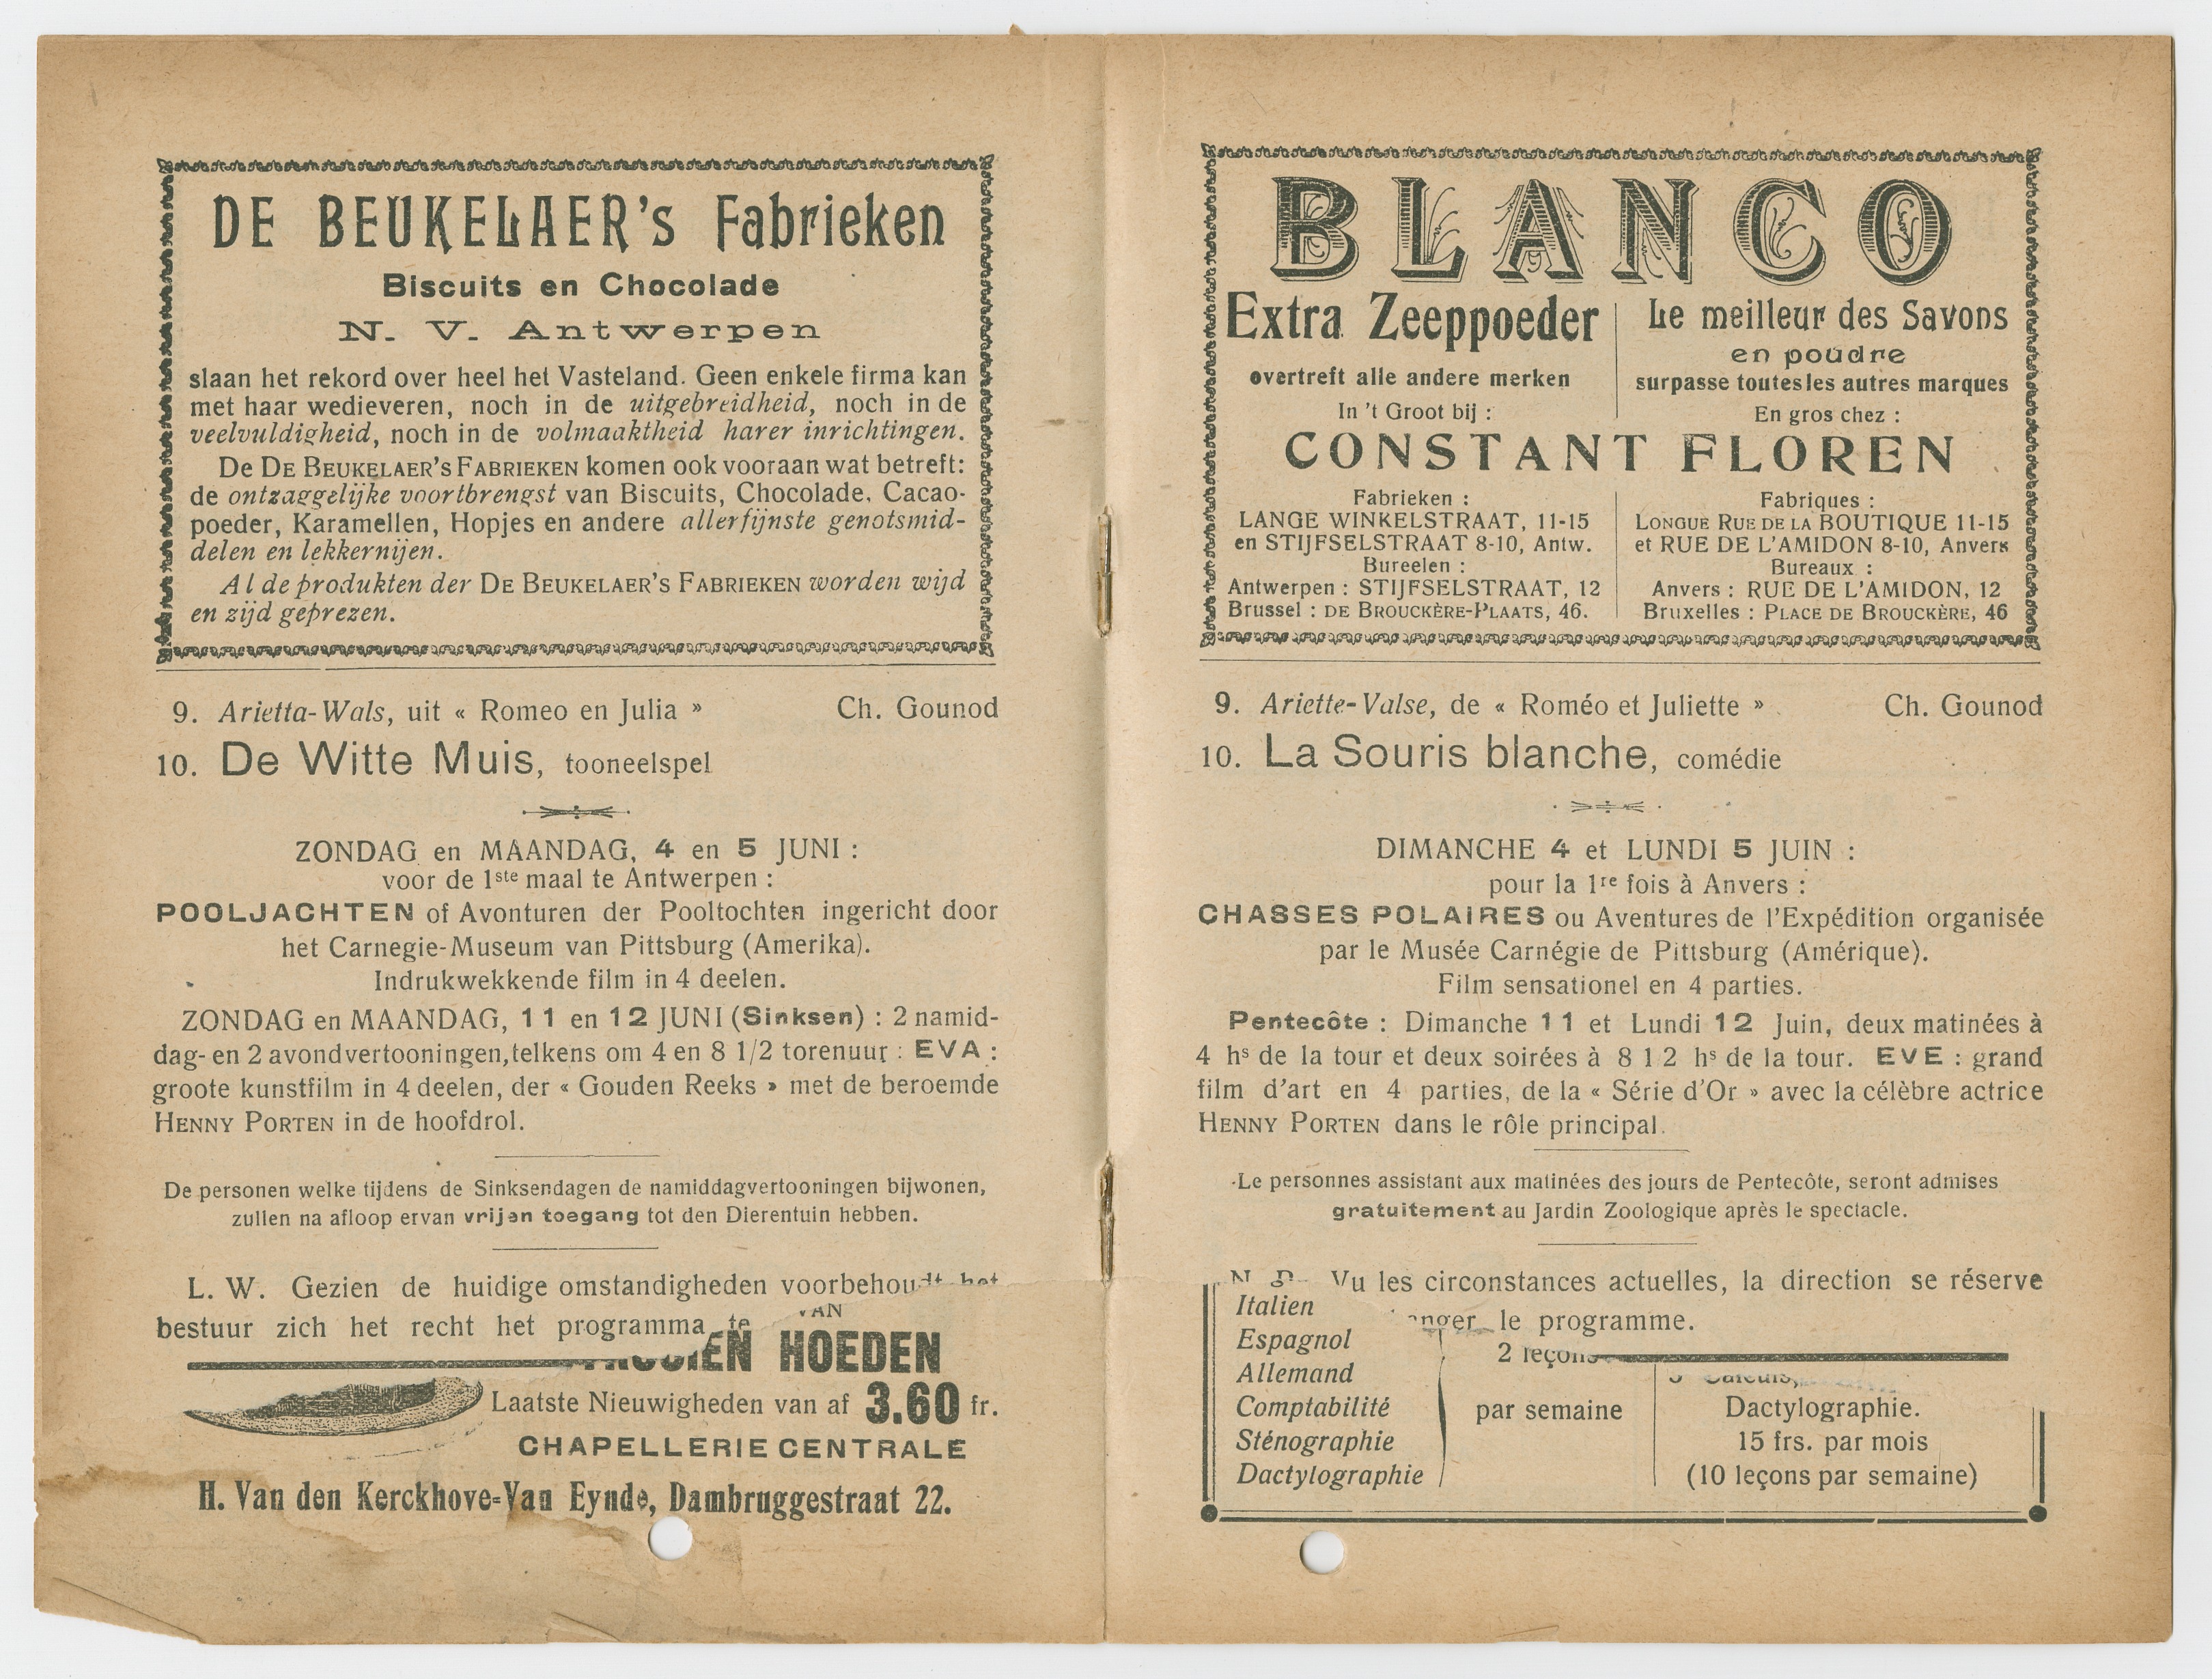 DE BEUKELAER's Fabrieken
Biscuits en Chocolade
N. V. Antwerpen
slaan het rekord over heel het Vasteland. Geen enkele firma kan
met haar wedieveren, noch in de uitgebreidheid, noch in de
veelvuldigheid, noch in de volmaaktheid harer inrichtingen.
De DE BEUKELAER'S FABRIEKEN komen ook vooraan wat betreft:
de ontzaggelijke voortbrengst van Biscuits, Chocolade, Cacao-
poeder, Karamellen, Hopjes en andere allerfijnste genotsmid-
delen en lekkernijen.
Al de produkten der DE BEUKELAER'S FABRIEKEN worden wijd
en zijd geprezen.
9. Arietta-Wals, uit « Romeo en Julia » Ch. Gounod
10. De Witte Muis, tooneelspel
ZONDAG en MAANDAG, 4 en 5 JUNI :
voor de 1ste maal te Antwerpen :
POOLJACHTEN of Avonturen der Pooltochten ingericht door
het Carnegie-Museum van Pittsburg (Amerika).
Indrukwekkende film in 4 deelen.
ZONDAG en MAANDAG, 11 en 12 JUNI (Sinksen) : 2 namid-
dag- en 2 avondvertooningen, telkens om 4 en 8 1/2 torenuur : EVA :
groote kunstfilm in 4 deelen, der « Gouden Reeks » met de beroemde
HENNY PORTEN in de hoofdrol.
De personen welke tijdens de Sinksendagen de namiddagvertooningen bijwonen,
zullen na afloop ervan vrijen toegang tot den Dierentuin hebben.
L. W. Gezien de huidige omstandigheden voorbehoudt het
bestuur zich het recht het programma te
VAN
HOEDEN
Laatste Nieuwigheden van af 3.60 fr.
CHAPELLERIE CENTRALE
H. Van den Kerckhove-Van Eynde, Dambruggestraat 22.
BLANCO
Extra Zeeppoeder
overtreft alle andere merken
In 't Groot bij :
Le meilleur des Savons
en poudre
surpasse toutes les autres marques
En gros chez :
CONSTANT FLOREN
Fabrieken :
LANGE WINKELSTRAAT, 11-15
en STIJFSELSTRAAT 8-10, Antw.
Bureelen :
Antwerpen : STIJFSELSTRAAT, 12
Brussel : DE BROUCKÈRE-PLAATS, 46.
Fabriques :
LONGUE RUE DE LA BOUTIQUE 11-15
et RUE DE L'AMIDON 8-10, Anvers
Bureaux :
Anvers : RUE DE L'AMIDON, 12
Bruxelles : PLACE DE BROUCKÈRE, 46
9. Ariette-Valse, de « Roméo et Juliette » Ch. Gounod
10. La Souris blanche, comédie
DIMANCHE 4 et LUNDI 5 JUIN :
pour la 1re fois à Anvers :
CHASSES POLAIRES ou Aventures de l'Expédition organisée
par le Musée Carnégie de Pittsburg (Amérique).
Film sensationel en 4 parties.
Pentecôte : Dimanche 11 et Lundi 12 Juin, deux matinées à
4 hs de la tour et deux soirées à 8 1 2 hs de la tour. EVE : grand
film d'art en 4 parties, de la « Série d'Or » avec la célèbre actrice
HENNY PORTEN dans le rôle principal.
Le personnes assistant aux matinées des jours de Pentecôte, seront admises
gratuitement au Jardin Zoologique après le spectacle.
Vu les circonstances actuelles, la direction se réserve
le programme.
Italien
Espagnol
Allemand
Comptabilité
Sténographie
Dactylographie
2 leçons
par semaine
Dactylographie.
15 frs. par mois
(10 leçons par semaine)